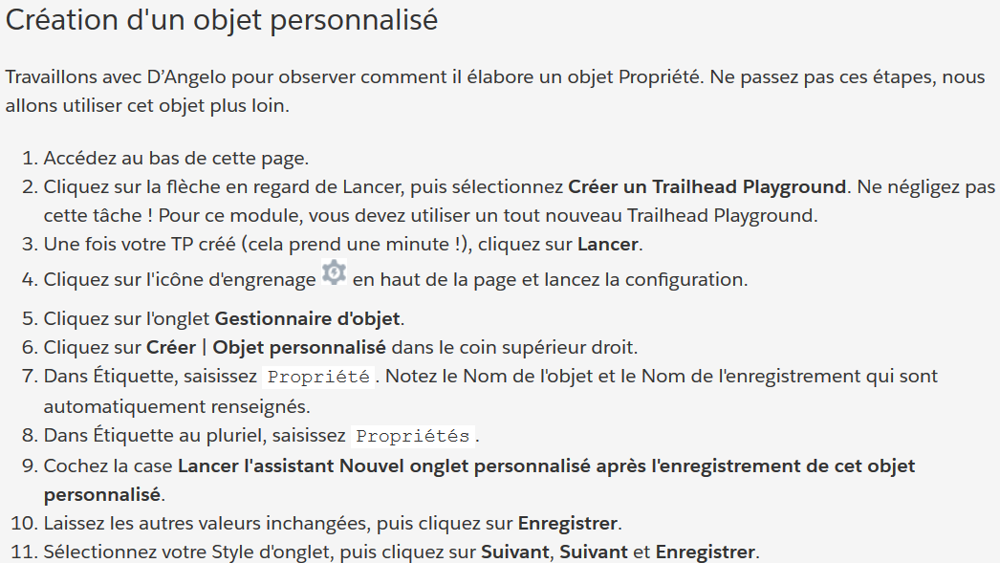 Création d'un objet personnalisé
Travaillons avec D’Angelo pour observer comment il élabore un objet Propriété. Ne passez pas ces étapes, nous
allons utiliser cet objet plus loin.
1. Accédez au bas de cette page.
2. Cliquez sur la flèche en regard de Lancer, puis sélectionnez Créer un Trailhead Playground. Ne négligez pas
cette tâche ! Pour ce module, vous devez utiliser un tout nouveau Trailhead Playground.
3. Une fois votre TP créé (cela prend une minute !), cliquez sur Lancer.
4. Cliquez sur l'icône d'engrenage en haut de la page et lancez la configuration.
5. Cliquez sur l'onglet Gestionnaire d'objet.
6. Cliquez sur Créer | Objet personnalisé dans le coin supérieur droit.
7. Dans Étiquette, saisissez Propriété. Notez le Nom de l'objet et le Nom de l'enregistrement qui sont
automatiquement renseignés.
8. Dans Étiquette au pluriel, saisissez Propriétés.
9. Cochez la case Lancer l'assistant Nouvel onglet personnalisé après l'enregistrement de cet objet
personnalisé.
10. Laissez les autres valeurs inchangées, puis cliquez sur Enregistrer.
11. Sélectionnez votre Style d'onglet, puis cliquez sur Suivant, Suivant et Enregistrer.